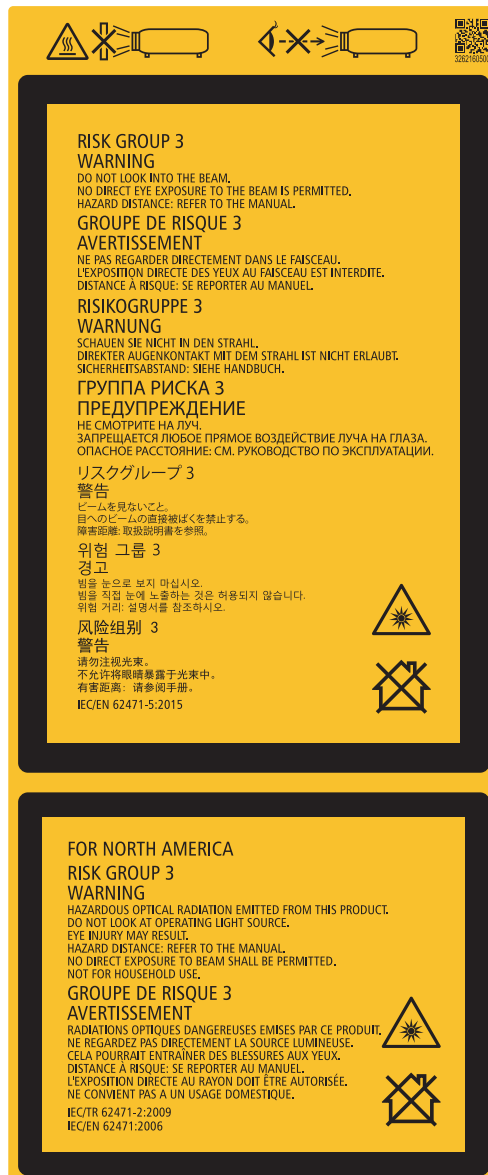 3262160500
RISK GROUP 3
WARNING
DO NOT LOOK INTO THE BEAM.
NO DIRECT EYE EXPOSURE TO THE BEAM IS PERMITTED.
HAZARD DISTANCE: REFER TO THE MANUAL.
GROUPE DE RISQUE 3
AVERTISSEMENT
NE PAS REGARDER DIRECTEMENT DANS LE FAISCEAU.
L'EXPOSITION DIRECTE DES YEUX AU FAISCEAU EST INTERDITE.
DISTANCE À RISQUE: SE REPORTER AU MANUEL.
RISIKOGRUPPE 3
WARNUNG
SCHAUEN SIE NICHT IN DEN STRAHL.
DIREKTER AUGENKONTAKT MIT DEM STRAHL IST NICHT ERLAUBT.
SICHERHEITSABSTAND: SIEHE HANDBUCH.
ГРУППА РИСКА 3
ПРЕДУПРЕЖДЕНИЕ
НЕ СМОТРИТЕ НА ЛУЧ.
ЗАПРЕЩАЕТСЯ ЛЮБОЕ ПРЯМОЕ ВОЗДЕЙСТВИЕ ЛУЧА НА ГЛАЗА.
ОПАСНОЕ РАССТОЯНИЕ: СМ. РУКОВОДСТВО ПО ЭКСПЛУАТАЦИИ.
リスクグループ 3
警告
ビームを見ないこと。
目へのビームの直接被ばくを禁止する。
障害距離: 取扱説明書を参照。
위험 그룹 3
경고
빔을 눈으로 보지 마십시오.
빔을 직접 눈에 노출하는 것은 허용되지 않습니다.
위험 거리: 설명서를 참조하시오.
风险组别 3
警告
请勿注视光束。
不允许将眼睛暴露于光束中。
有害距离: 请参阅手册。
IEC/EN 62471-5:2015
FOR NORTH AMERICA
RISK GROUP 3
WARNING
HAZARDOUS OPTICAL RADIATION EMITTED FROM THIS PRODUCT.
DO NOT LOOK AT OPERATING LIGHT SOURCE.
EYE INJURY MAY RESULT.
HAZARD DISTANCE: REFER TO THE MANUAL.
NO DIRECT EXPOSURE TO BEAM SHALL BE PERMITTED.
NOT FOR HOUSEHOLD USE.
GROUPE DE RISQUE 3
AVERTISSEMENT
RADIATIONS OPTIQUES DANGEREUSES EMISES PAR CE PRODUIT.
NE REGARDEZ PAS DIRECTEMENT LA SOURCE LUMINEUSE.
CELA POURRAIT ENTRAÎNER DES BLESSURES AUX YEUX.
DISTANCE À RISQUE: SE REPORTER AU MANUEL.
L'EXPOSITION DIRECTE AU RAYON DOIT ÊTRE AUTORISÉE.
NE CONVIENT PAS A UN USAGE DOMESTIQUE.
IEC/TR 62471-2:2009
IEC/EN 62471:2006